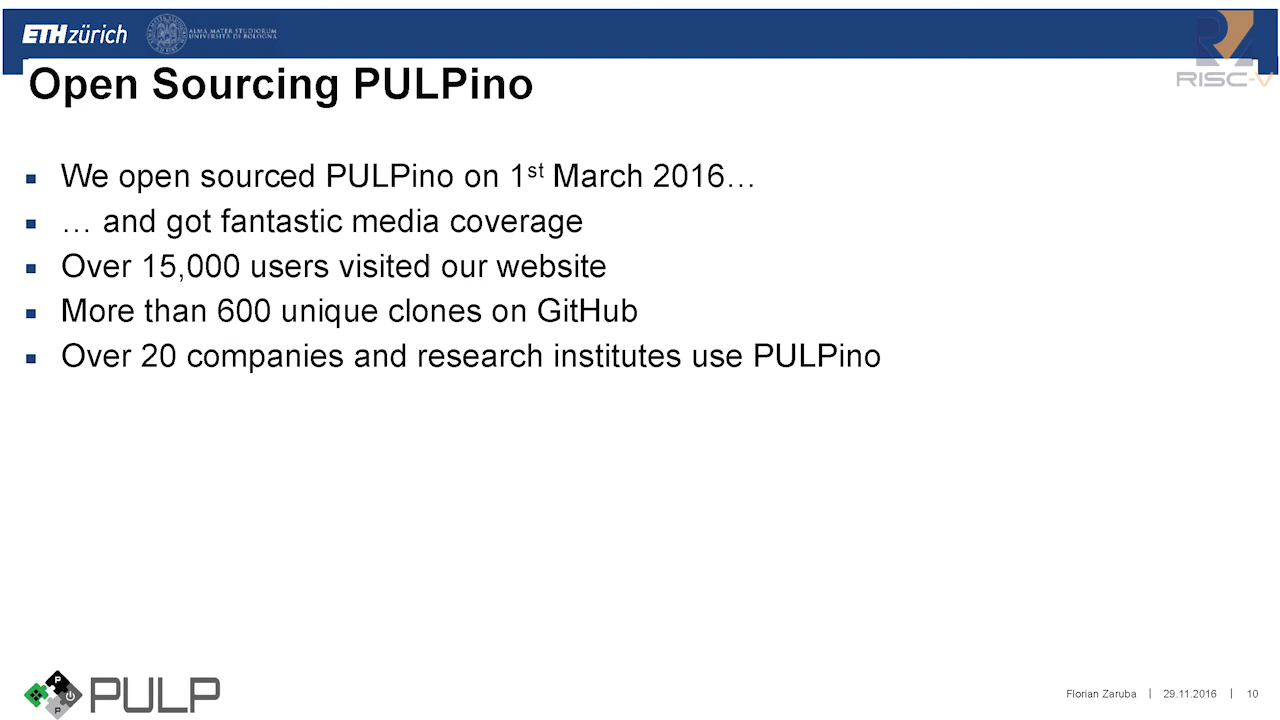 ETH zürich
ALMA MATER STUDIORUM
UNIVERSITÀ DI BOLOGNA
RISC-V
Open Sourcing PULPino
▪ We open sourced PULPino on 1st March 2016…
▪ … and got fantastic media coverage
▪ Over 15,000 users visited our website
▪ More than 600 unique clones on GitHub
▪ Over 20 companies and research institutes use PULPino
P
P
PULP
Florian Zaruba | 29.11.2016 | 10